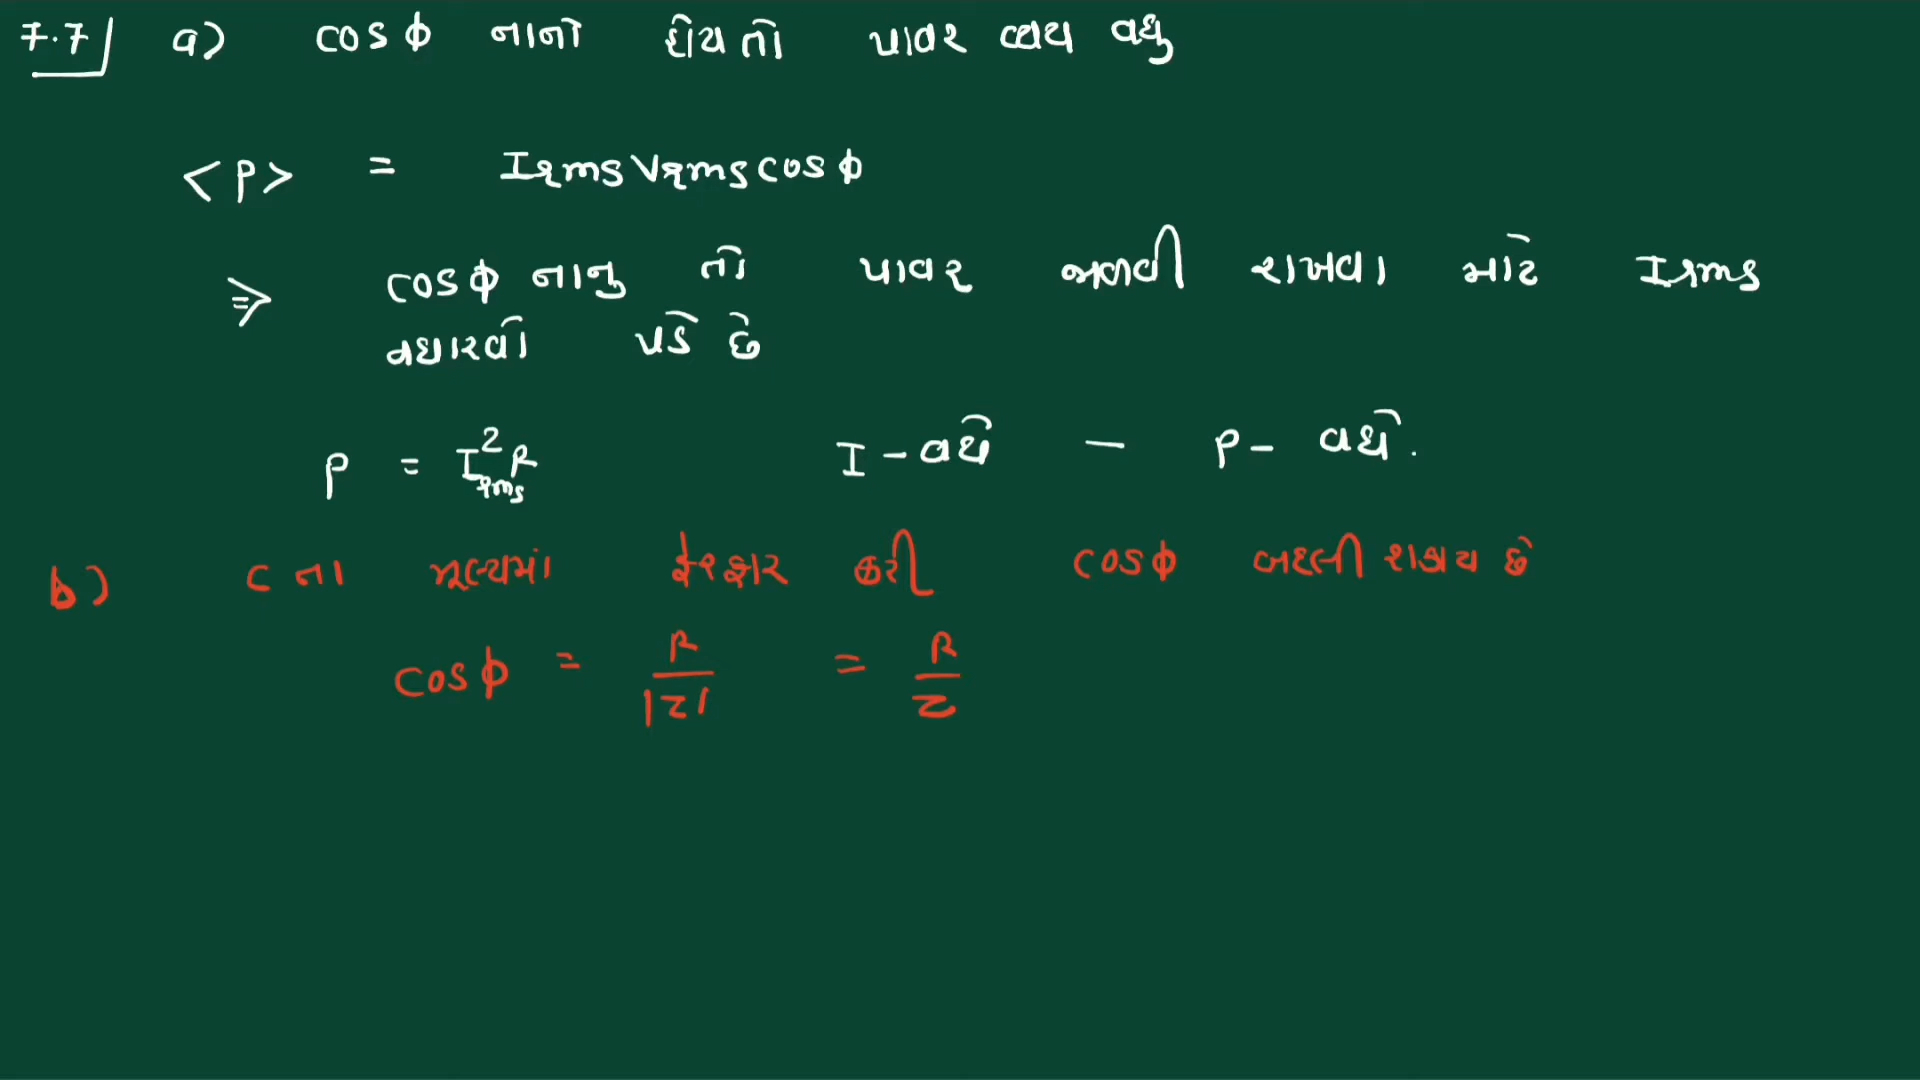 7.7 a) cos ϕ નાનો હોય તો પાવર વ્યય વધુ
<P> = Irms Vrms cos ϕ
⇒ cos ϕ નાનુ તો પાવર જાળવી રાખવા માટે Irms
વધારવો પડે છે
P = I²rms R I - વધે — P - વધે.
b) C ના મૂલ્યમાં ફેરફાર કરી cos ϕ બદલી શકાય છે
cos ϕ = R/|Z| = R/Z